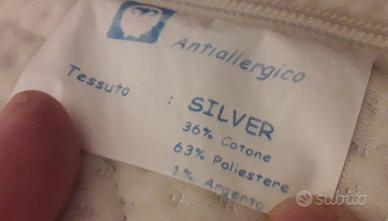 Antiallergico
Tessuto : SILVER
36% Cotone
63% Poliestere
1% Argento
subito